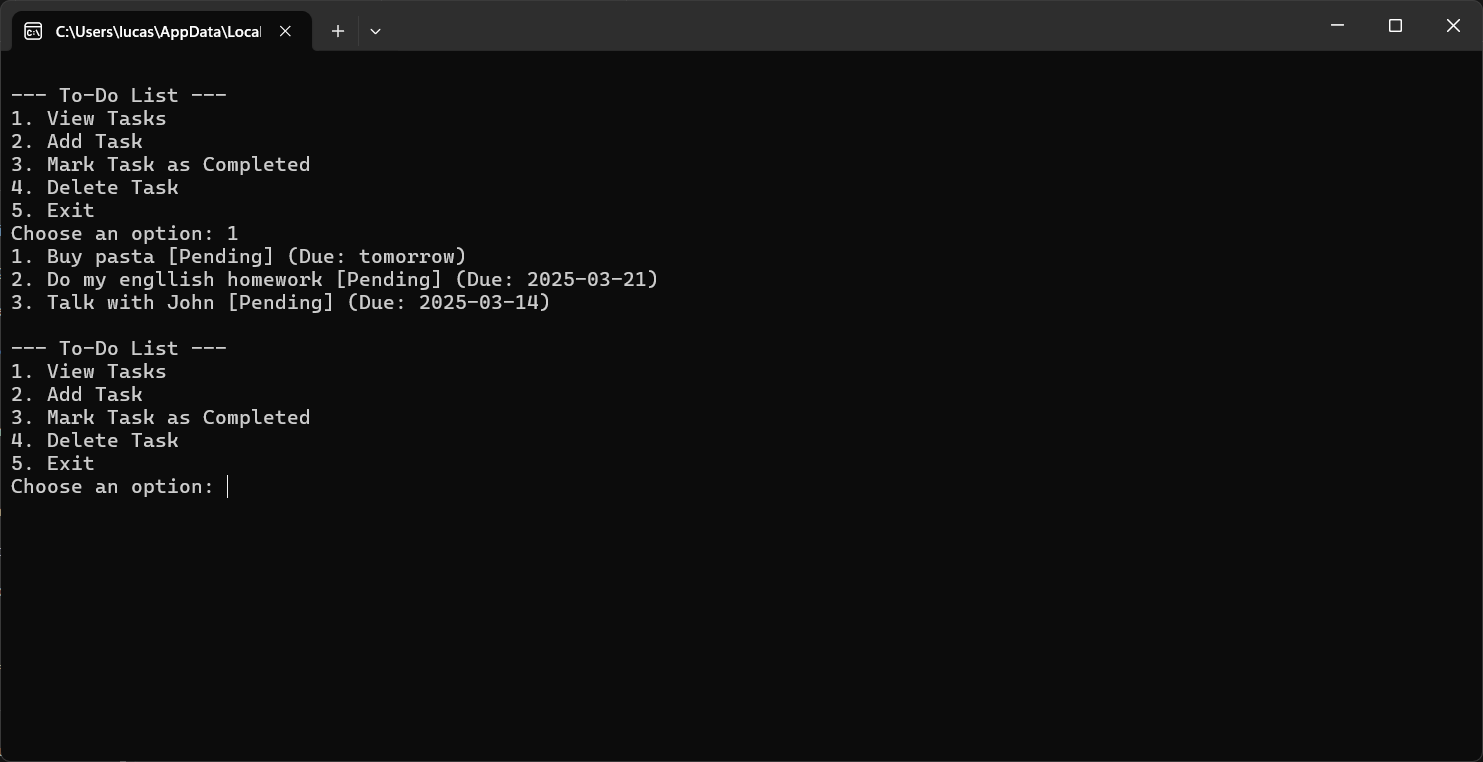 C:\Users\lucas\AppData\Local
--- To-Do List ---
1. View Tasks
2. Add Task
3. Mark Task as Completed
4. Delete Task
5. Exit
Choose an option: 1
1. Buy pasta [Pending] (Due: tomorrow)
2. Do my engllish homework [Pending] (Due: 2025-03-21)
3. Talk with John [Pending] (Due: 2025-03-14)
--- To-Do List ---
1. View Tasks
2. Add Task
3. Mark Task as Completed
4. Delete Task
5. Exit
Choose an option: